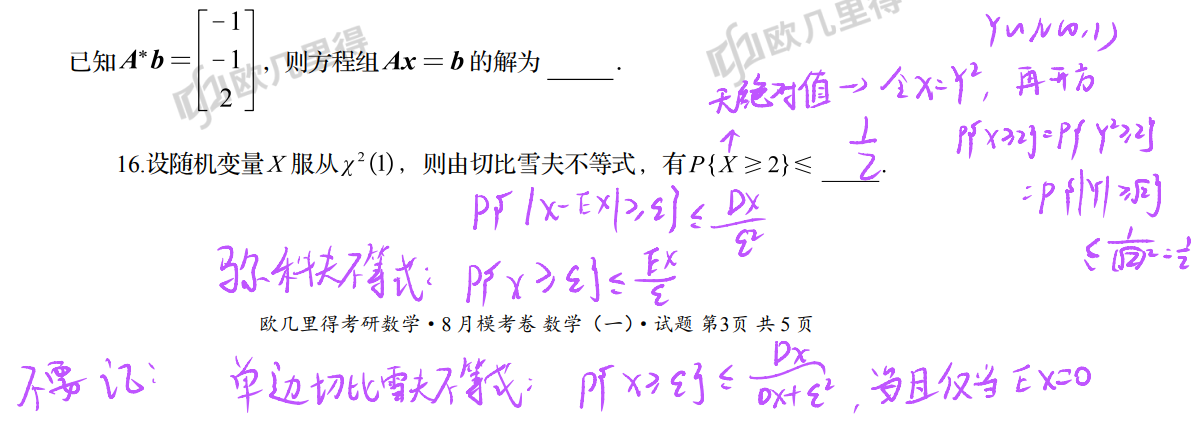 欧几里得
欧几里得
Y~N(0,1)
已知A*b=[-1 -1 2], 则方程组Ax=b的解为____.
无绝对值→令X=Y², 再开方
↑
P{X≥2}=P{Y²≥2}
=P{|Y|≥√2}
≤1/(√2)²=1/2
16.设随机变量X服从χ²(1), 则由切比雪夫不等式, 有P{X≥2}≤ 1/2.
P{|X-EX|≥ε}≤DX/ε²
马尔科夫不等式: P{X≥ε}≤EX/ε
欧几里得考研数学·8月模考卷 数学（一）·试题 第3页 共5页
不要记: 单边切比雪夫不等式: P{X≥ε}≤DX/(DX+ε²), 当且仅当EX=0